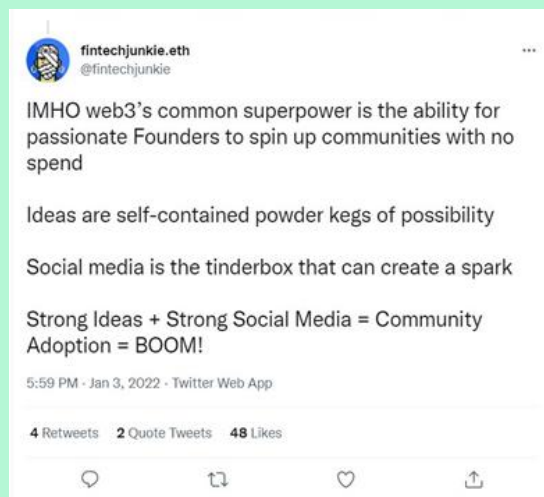 fintechjunkie.eth
@fintechjunkie
IMHO web3's common superpower is the ability for
passionate Founders to spin up communities with no
spend
Ideas are self-contained powder kegs of possibility
Social media is the tinderbox that can create a spark
Strong Ideas + Strong Social Media = Community
Adoption = BOOM!
5:59 PM · Jan 3, 2022 · Twitter Web App
4 Retweets 2 Quote Tweets 48 Likes